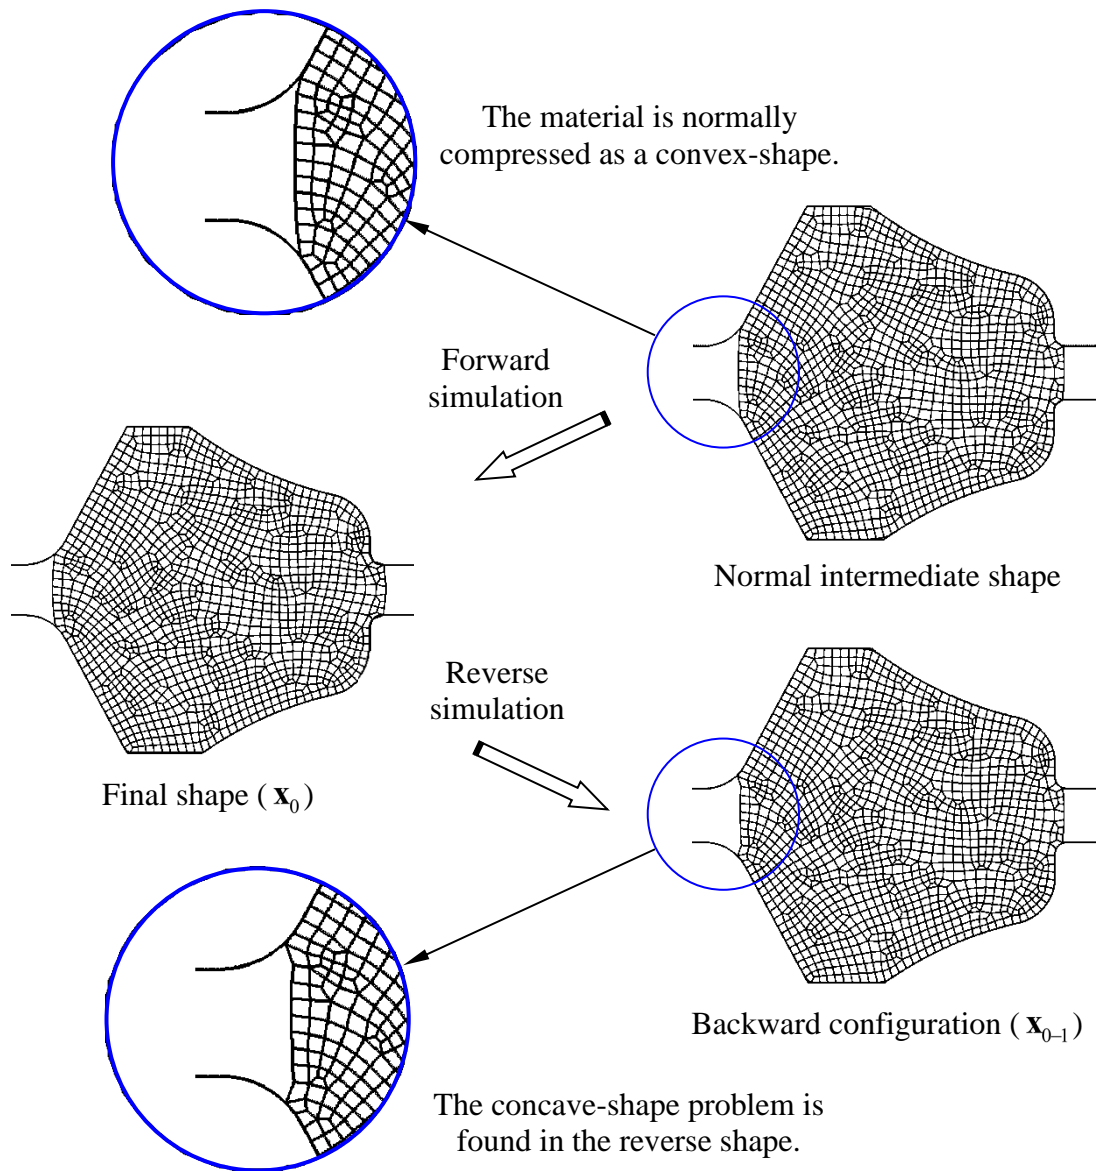 The material is normally
compressed as a convex-shape.
Forward
simulation
Normal intermediate shape
Reverse
simulation
Final shape ( x₀ )
Backward configuration ( x₀₋₁ )
The concave-shape problem is
found in the reverse shape.